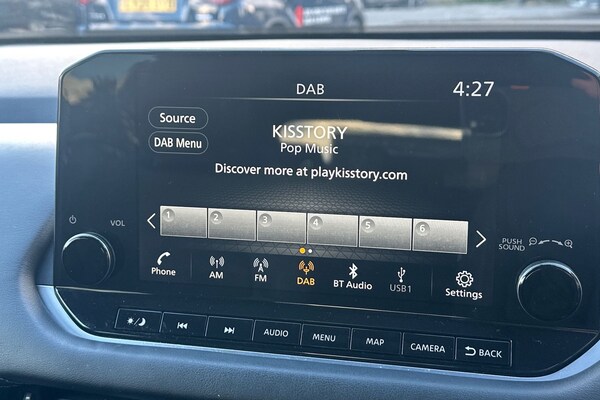 DAB
4:27
Source
DAB Menu
KISSTORY
Pop Music
Discover more at playkisstory.com
1 2 3 4 5 6
VOL
PUSH
SOUND
Phone
AM
FM
DAB
BT Audio
USB1
Settings
AUDIO
MENU
MAP
CAMERA
BACK